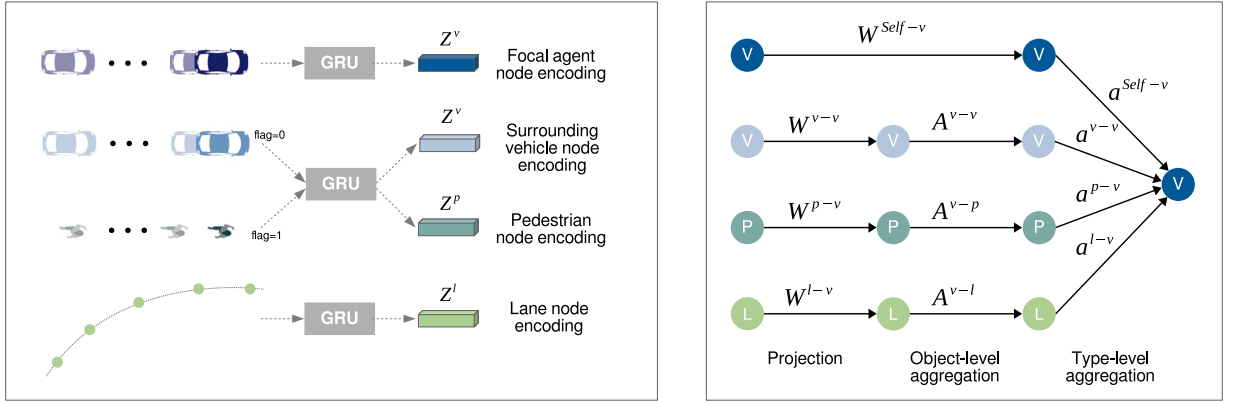 GRU
Z^v
Focal agent
node encoding
flag=0
Z^v
Surrounding
vehicle node
encoding
GRU
flag=1
Z^p
Pedestrian
node encoding
GRU
Z^l
Lane node
encoding
V
W^{Self-v}
V
a^{Self-v}
V
W^{v-v}
V
A^{v-v}
V
a^{v-v}
V
P
W^{p-v}
P
A^{v-p}
P
a^{p-v}
L
W^{l-v}
L
A^{v-l}
L
a^{l-v}
Projection
Object-level
aggregation
Type-level
aggregation